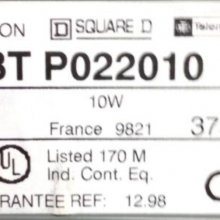 ON SQUARE D
BT P022010
10W
France 9821 37
UL Listed 170 M
Ind. Cont. Eq.
RANTEE REF: 12.98